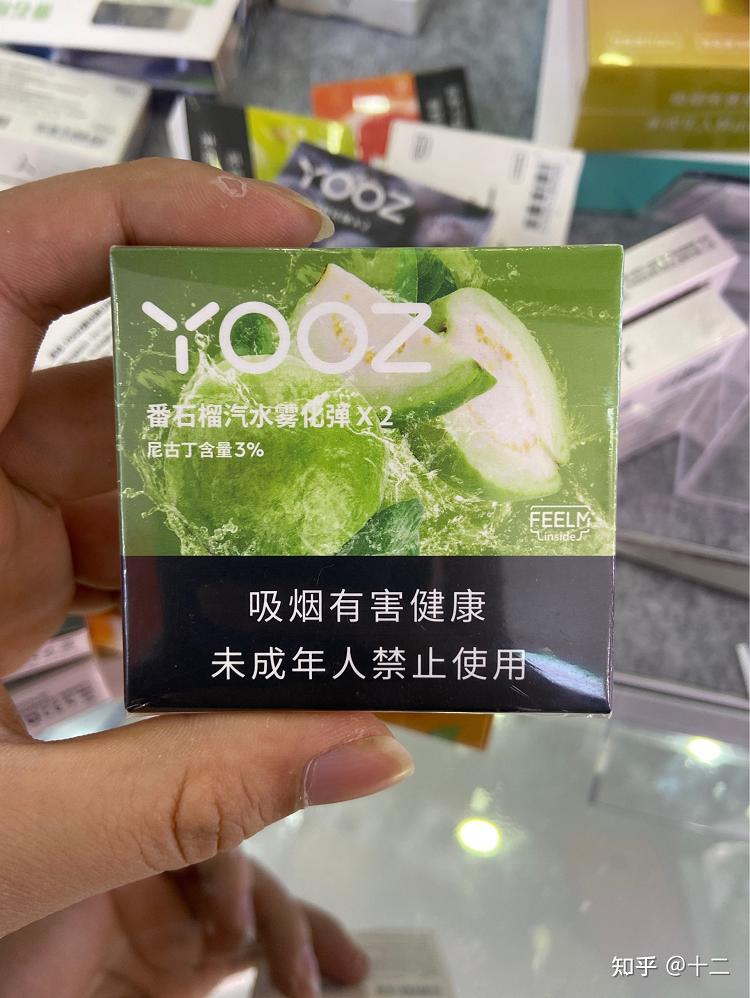 YOOZ
YOOZ
番石榴汽水雾化弹 X 2
尼古丁含量3%
FEELM
inside
吸烟有害健康
未成年人禁止使用
知乎 @十二